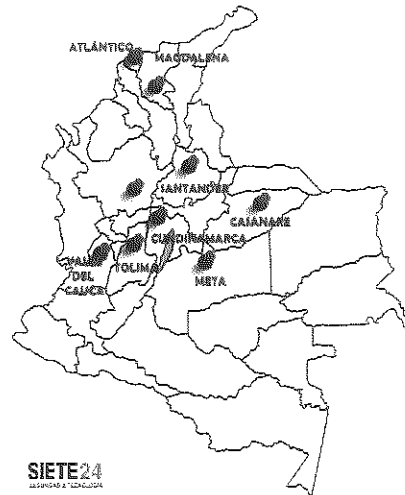 ATLÁNTICO
MAGDALENA
SANTANDER
CASANARE
CUNDINAMARCA
VALLE
DEL
CAUCA
TOLIMA
META
SIETE24